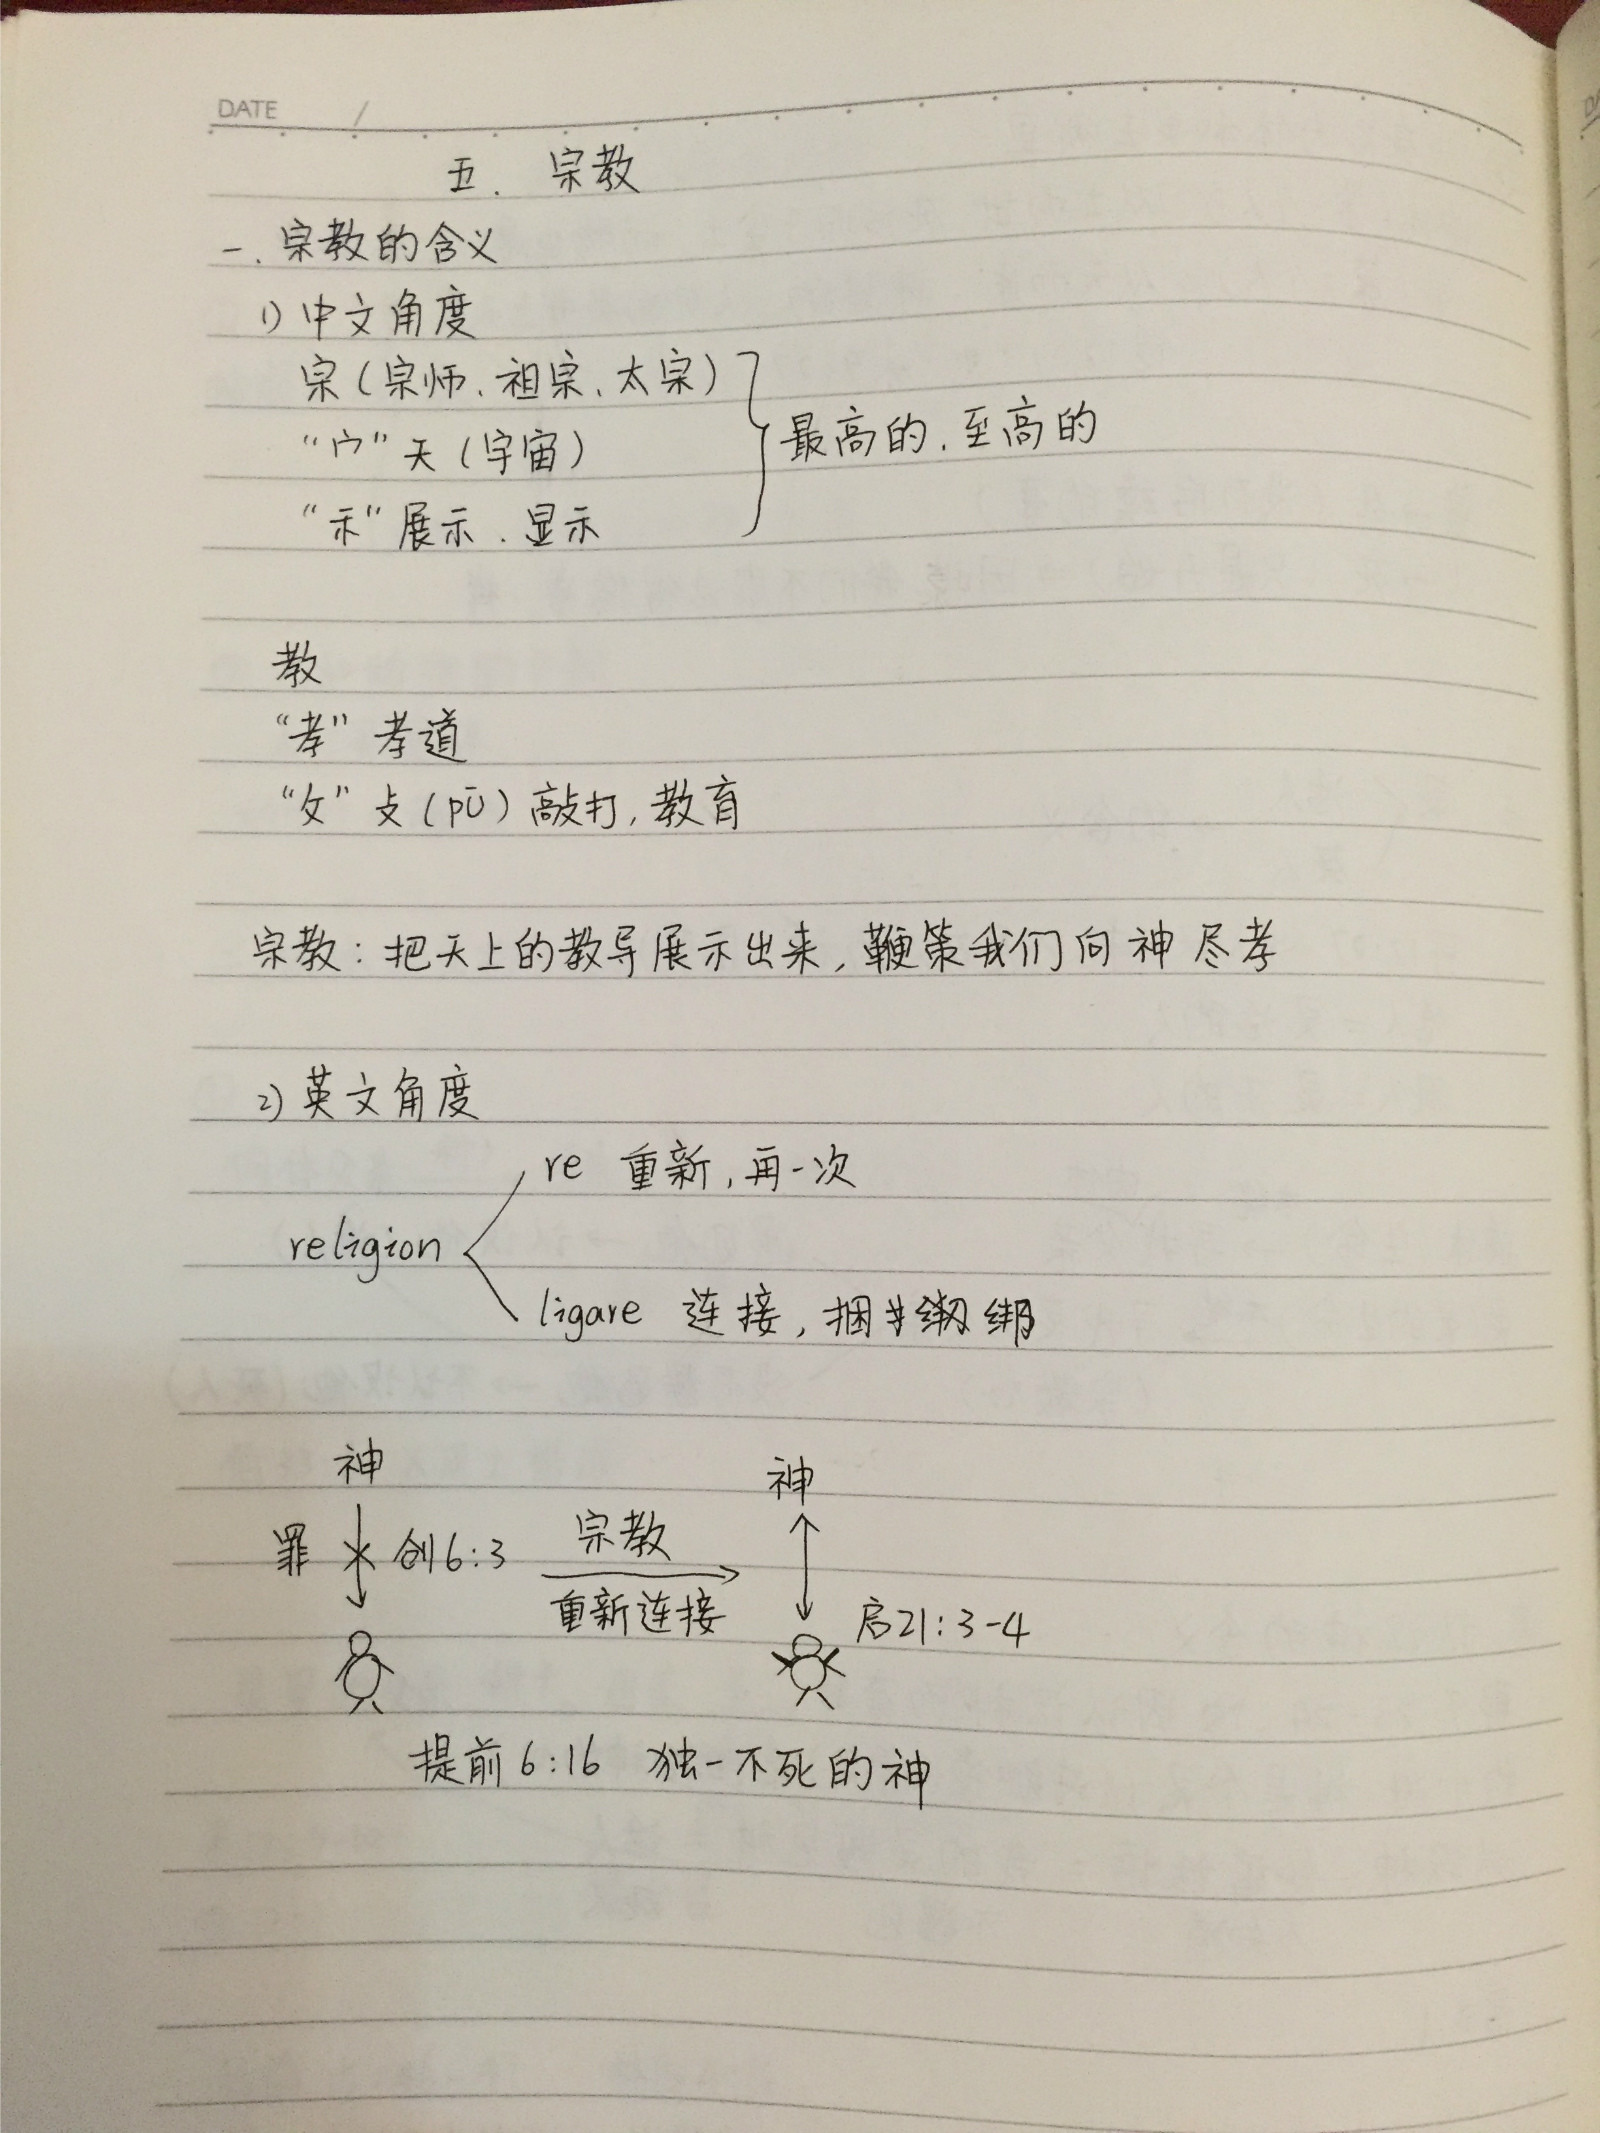 DATE /
五. 宗教
一. 宗教的含义
1) 中文角度
宗(宗师、祖宗、太宗)
“宀”天(宇宙)
最高的、至高的
“示”展示、显示
教
“孝”孝道
“攵”攴(pū)敲打,教育
宗教:把天上的教导展示出来,鞭策我们向神尽孝
2) 英文角度
re 重新,再一次
religion
ligare 连接,捆绑
神 神
罪 创6:3 宗教
重新连接 启21:3-4
提前6:16 独一不死的神